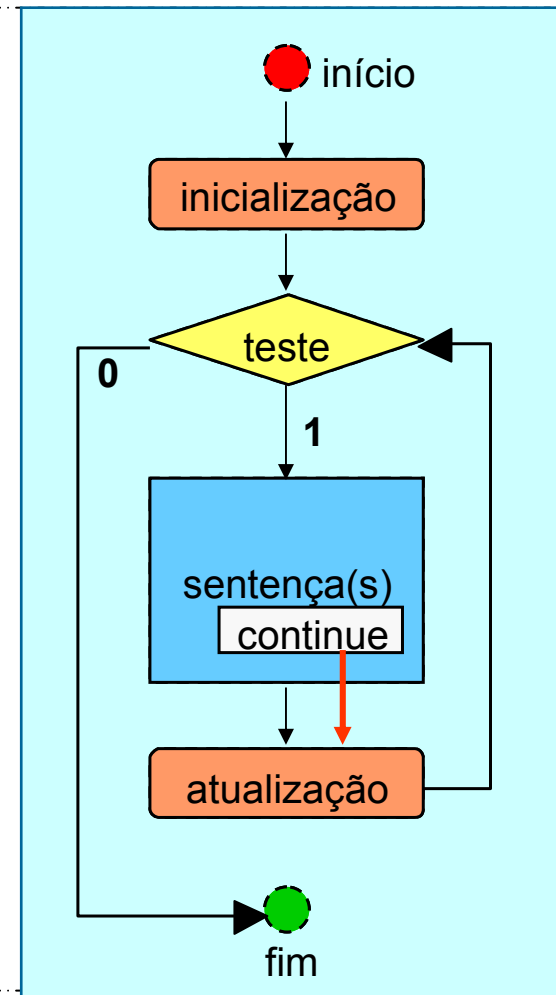 início
inicialização
teste
0
1
sentença(s)
continue
atualização
fim